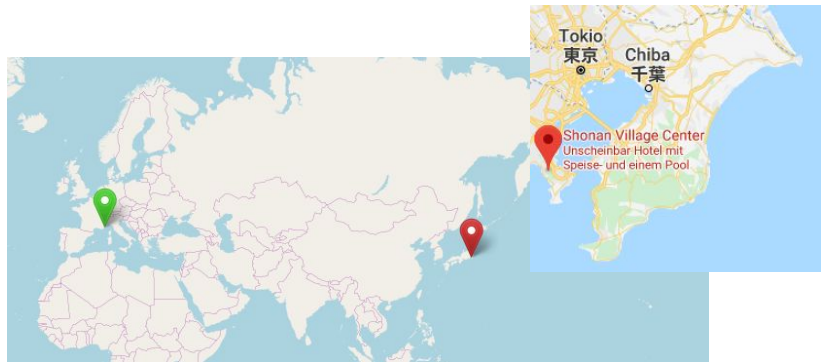 Tokio
東京
Chiba
千葉
Shonan Village Center
Unscheinbar Hotel mit
Speise- und einem Pool